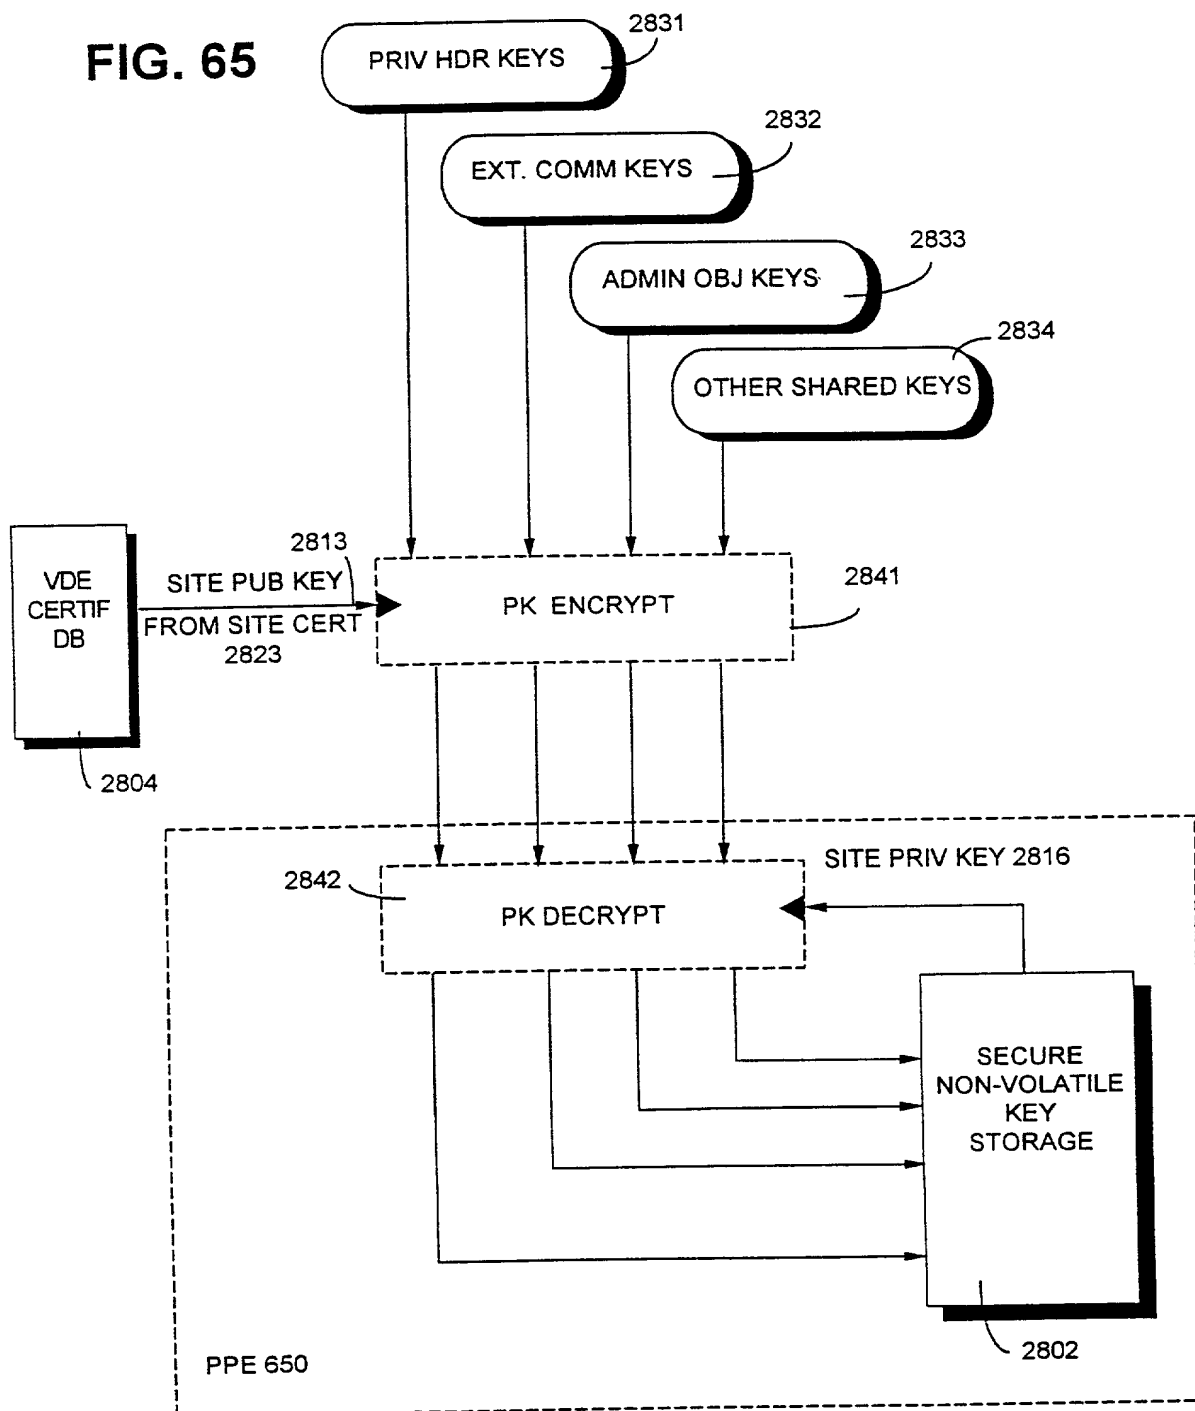 FIG. 65
2831
PRIV HDR KEYS
2832
EXT. COMM KEYS
2833
ADMIN OBJ KEYS
2834
OTHER SHARED KEYS
2813
VDE
CERTIF
DB
SITE PUB KEY
FROM SITE CERT
2823
PK ENCRYPT
2841
2804
2842
PK DECRYPT
SITE PRIV KEY 2816
SECURE
NON-VOLATILE
KEY
STORAGE
2802
PPE 650